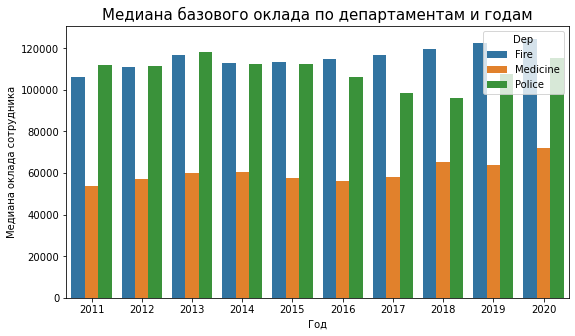 Медиана базового оклада по департаментам и годам
Dep
Fire
Medicine
Police
Медиана оклада сотрудника
120000
100000
80000
60000
40000
20000
0
2011 2012 2013 2014 2015 2016 2017 2018 2019 2020
Год